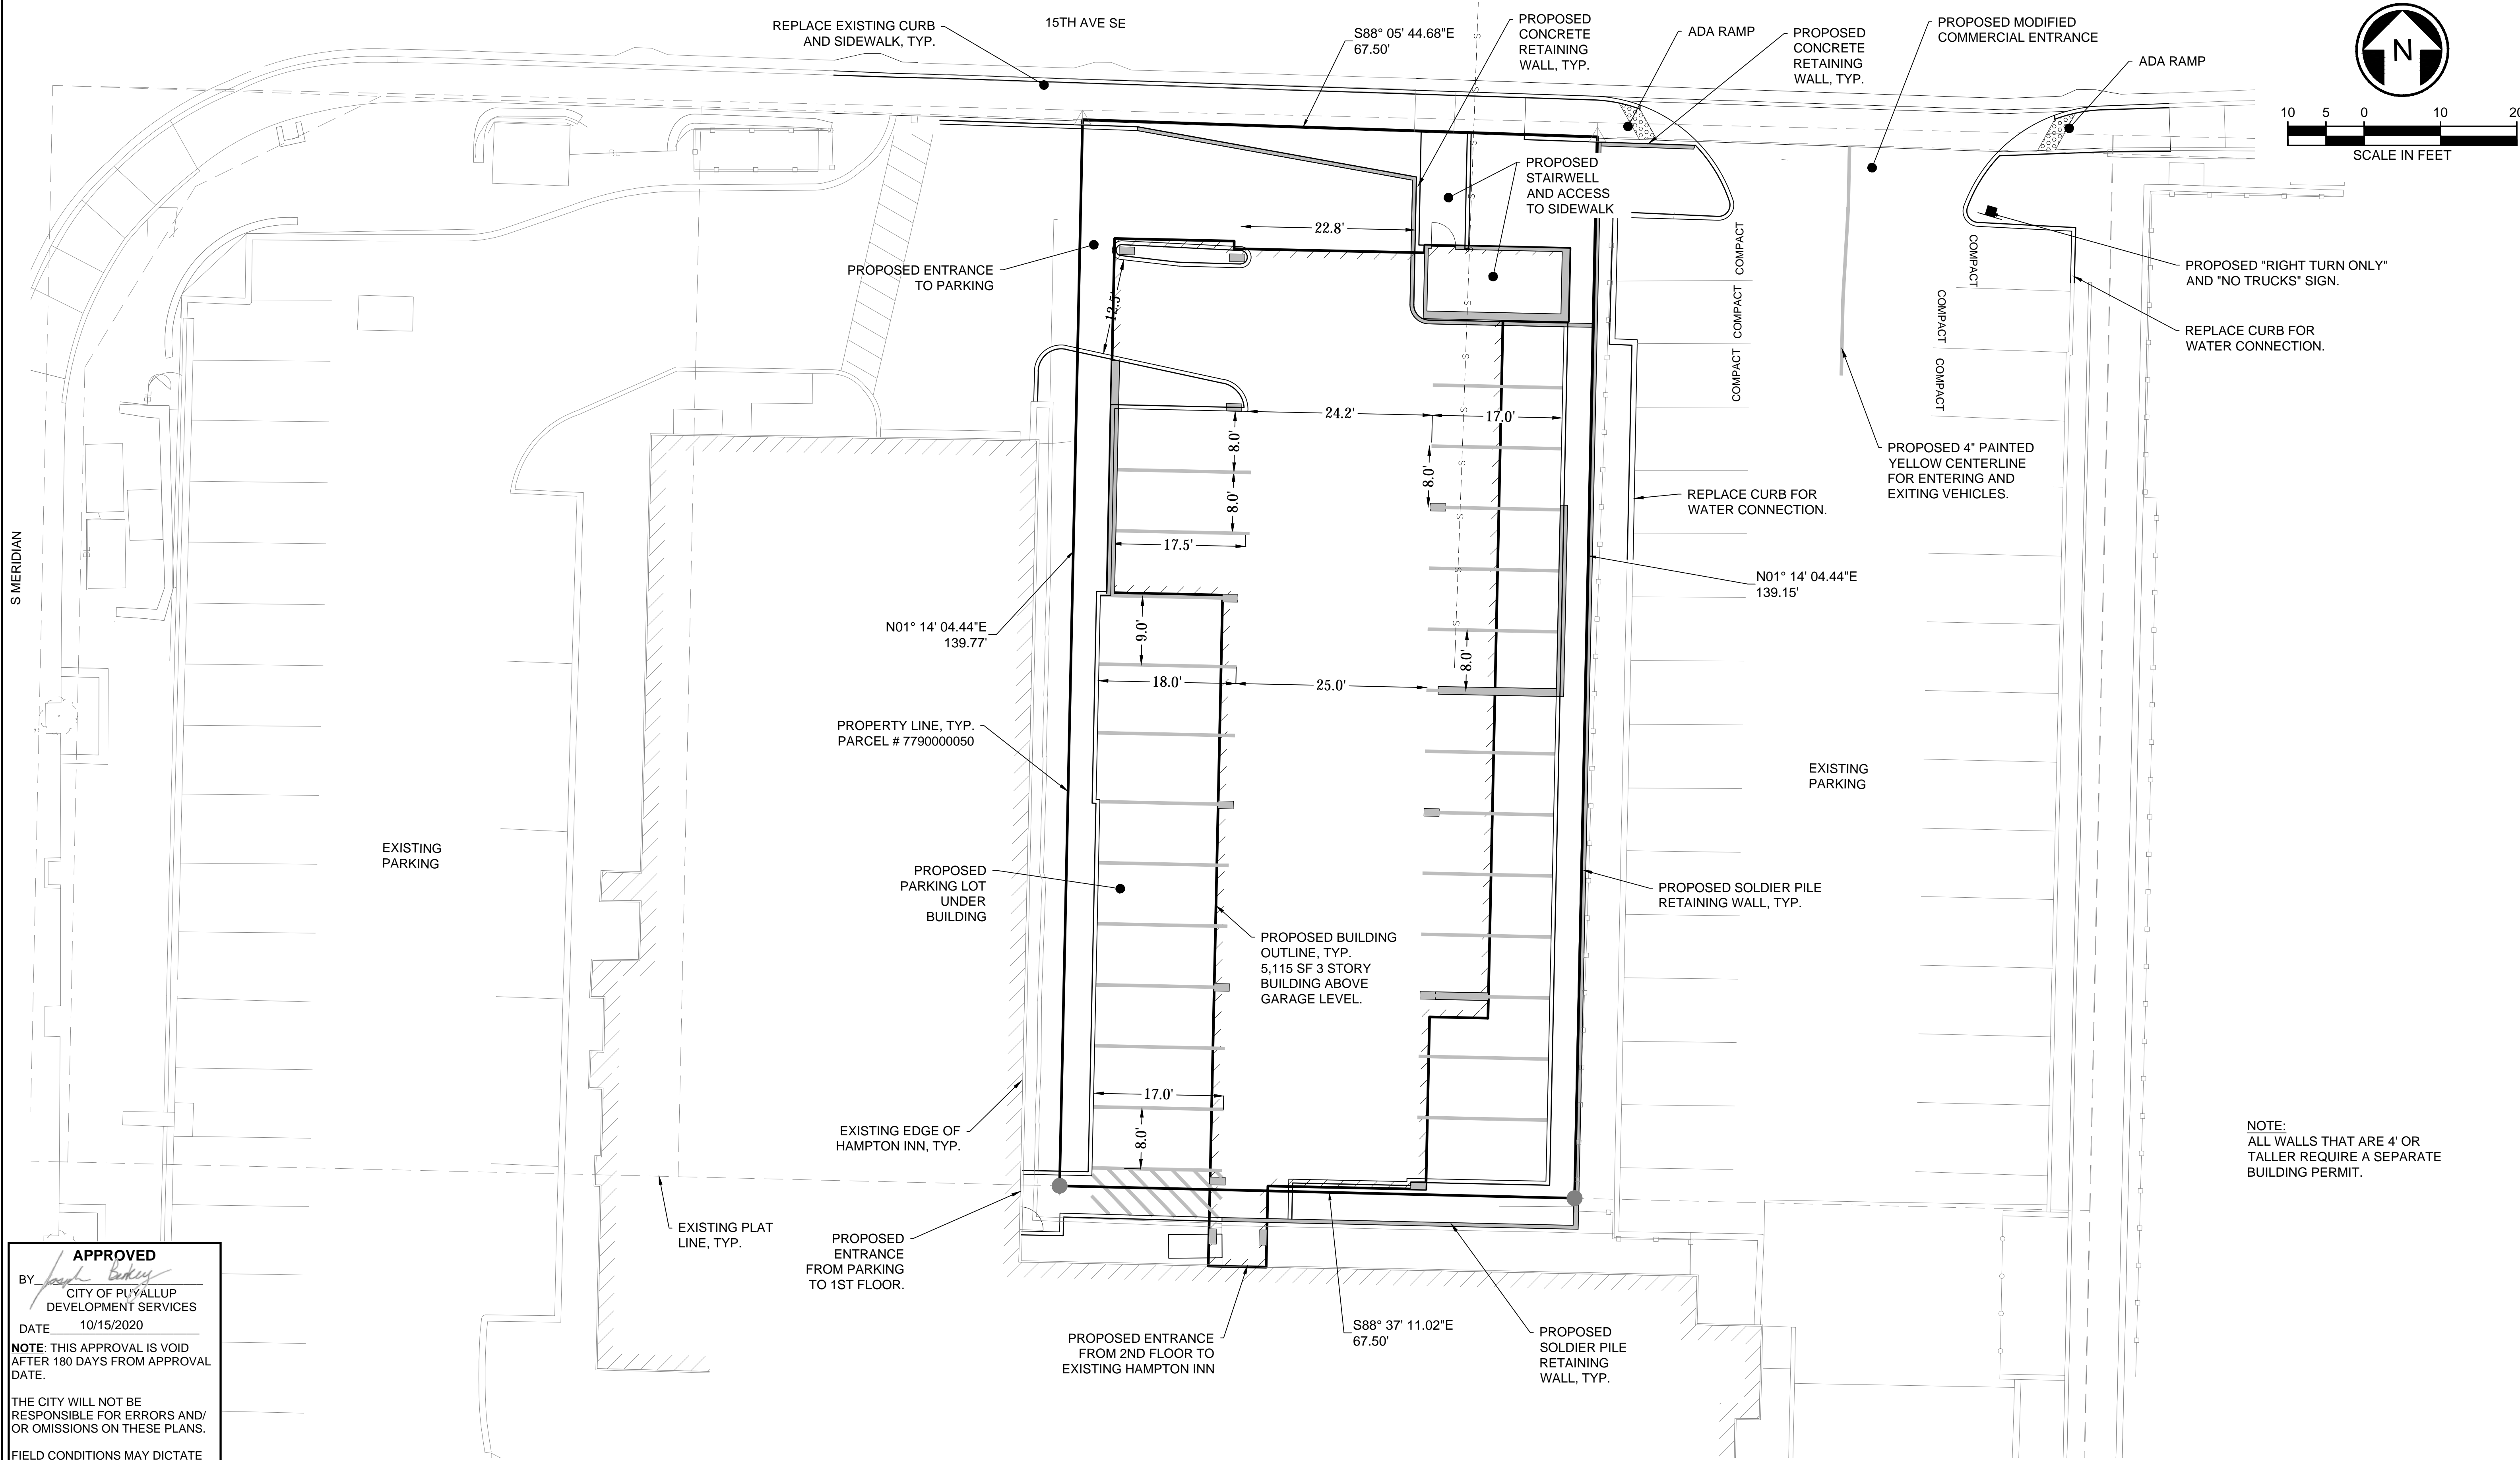 REPLACE EXISTING CURB
AND SIDEWALK, TYP.
15TH AVE SE
S88° 05' 44.68"E
67.50'
PROPOSED
CONCRETE
RETAINING
WALL, TYP.
ADA RAMP
PROPOSED
CONCRETE
RETAINING
WALL, TYP.
PROPOSED MODIFIED
COMMERCIAL ENTRANCE
ADA RAMP
N
10 5 0 10 20
SCALE IN FEET
PROPOSED
STAIRWELL
AND ACCESS
TO SIDEWALK
22.8'
PROPOSED ENTRANCE
TO PARKING
12.5'
COMPACT
COMPACT
COMPACT
COMPACT
COMPACT
COMPACT
PROPOSED "RIGHT TURN ONLY"
AND "NO TRUCKS" SIGN.
REPLACE CURB FOR
WATER CONNECTION.
24.2'
17.0'
8.0'
8.0'
8.0'
17.5'
PROPOSED 4" PAINTED
YELLOW CENTERLINE
FOR ENTERING AND
EXITING VEHICLES.
REPLACE CURB FOR
WATER CONNECTION.
S MERIDIAN
N01° 14' 04.44"E
139.15'
N01° 14' 04.44"E
139.77'
9.0'
8.0'
18.0'
25.0'
PROPERTY LINE, TYP.
PARCEL # 7790000050
EXISTING
PARKING
EXISTING
PARKING
PROPOSED
PARKING LOT
UNDER
BUILDING
PROPOSED SOLDIER PILE
RETAINING WALL, TYP.
PROPOSED BUILDING
OUTLINE, TYP.
5,115 SF 3 STORY
BUILDING ABOVE
GARAGE LEVEL.
17.0'
8.0'
EXISTING EDGE OF
HAMPTON INN, TYP.
NOTE:
ALL WALLS THAT ARE 4' OR
TALLER REQUIRE A SEPARATE
BUILDING PERMIT.
EXISTING PLAT
LINE, TYP.
PROPOSED
ENTRANCE
FROM PARKING
TO 1ST FLOOR.
PROPOSED ENTRANCE
FROM 2ND FLOOR TO
EXISTING HAMPTON INN
S88° 37' 11.02"E
67.50'
PROPOSED
SOLDIER PILE
RETAINING
WALL, TYP.
APPROVED
BY Joseph
CITY OF PUYALLUP
DEVELOPMENT SERVICES
DATE 10/15/2020
NOTE: THIS APPROVAL IS VOID
AFTER 180 DAYS FROM APPROVAL
DATE.
THE CITY WILL NOT BE
RESPONSIBLE FOR ERRORS AND/
OR OMISSIONS ON THESE PLANS.
FIELD CONDITIONS MAY DICTATE